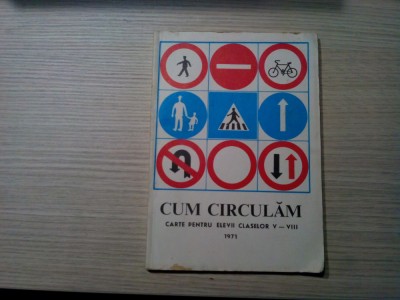 CUM CIRCULĂM
CARTE PENTRU ELEVII CLASELOR V — VIII
1971